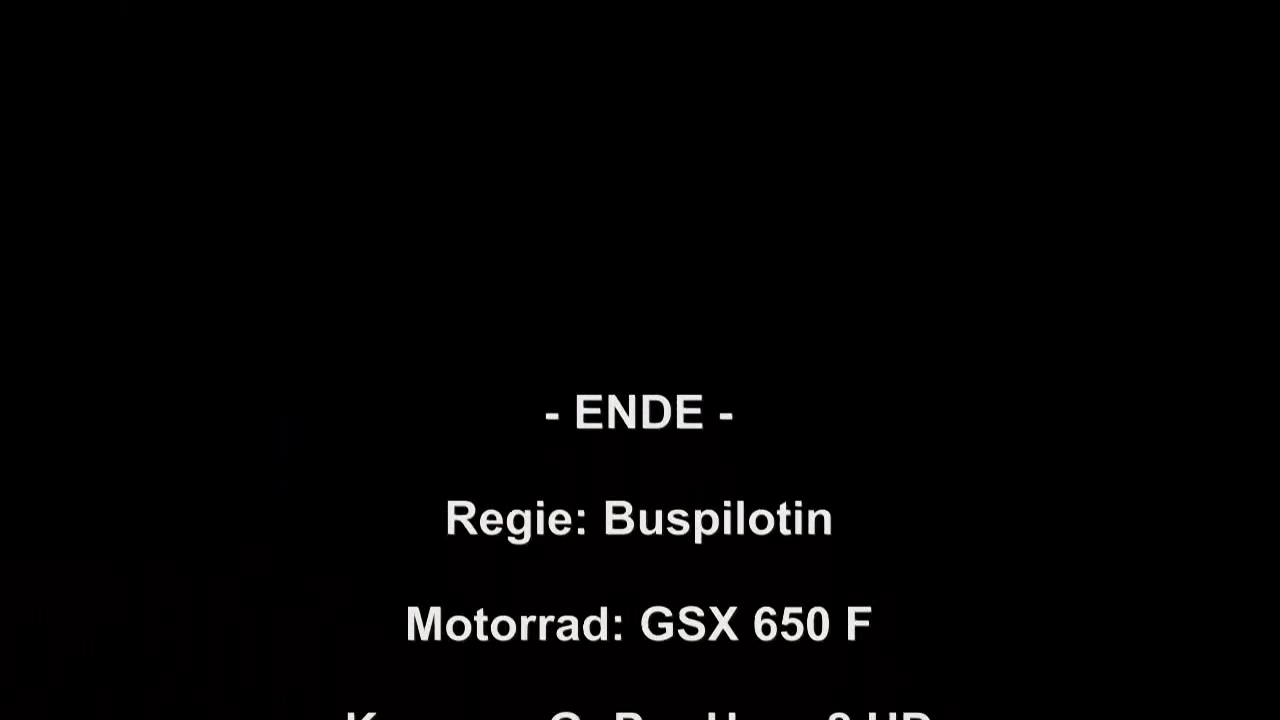 - ENDE -
Regie: Buspilotin
Motorrad: GSX 650 F